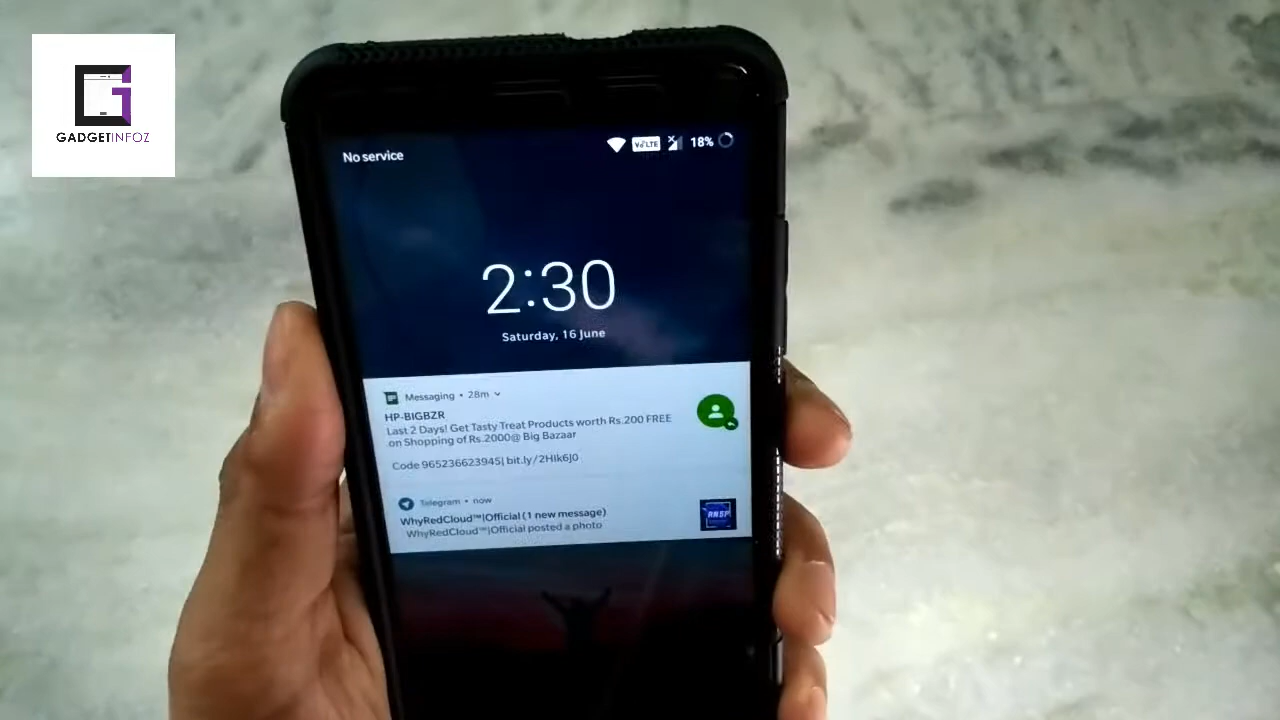 GADGETINFOZ
No service
VoLTE
18%
2:30
Saturday, 16 June
Messaging • 28m
HP-BIGBZR
Last 2 Days! Get Tasty Treat Products worth Rs.200 FREE
on Shopping of Rs.2000@ Big Bazaar
Code 965236623945| bit.ly/2HIk6J0
Telegram • now
WhyRedCloud™|Official (1 new message)
WhyRedCloud™|Official posted a photo